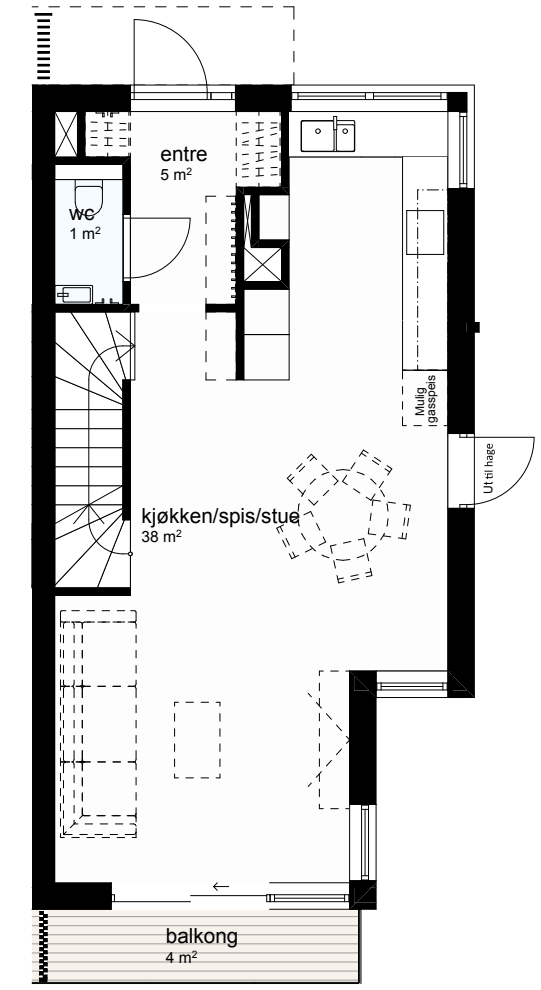 entre
5 m²
wc
1 m²
Mulig
gasspeis
Ut til hage
kjøkken/spis/stue
38 m²
balkong
4 m²